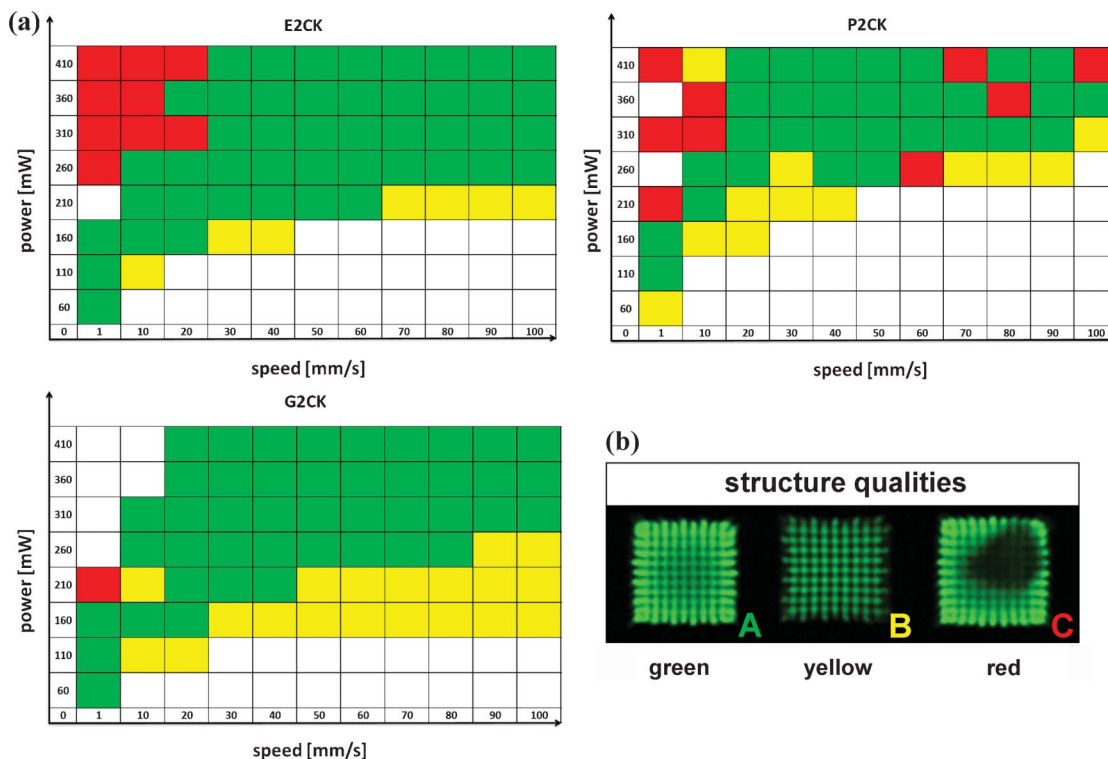 (a)
E2CK
power [mW]
410
360
310
260
210
160
110
60
0 1 10 20 30 40 50 60 70 80 90 100
speed [mm/s]
P2CK
power [mW]
410
360
310
260
210
160
110
60
0 1 10 20 30 40 50 60 70 80 90 100
speed [mm/s]
G2CK
power [mW]
410
360
310
260
210
160
110
60
0 1 10 20 30 40 50 60 70 80 90 100
speed [mm/s]
(b)
structure qualities
A B C
green yellow red